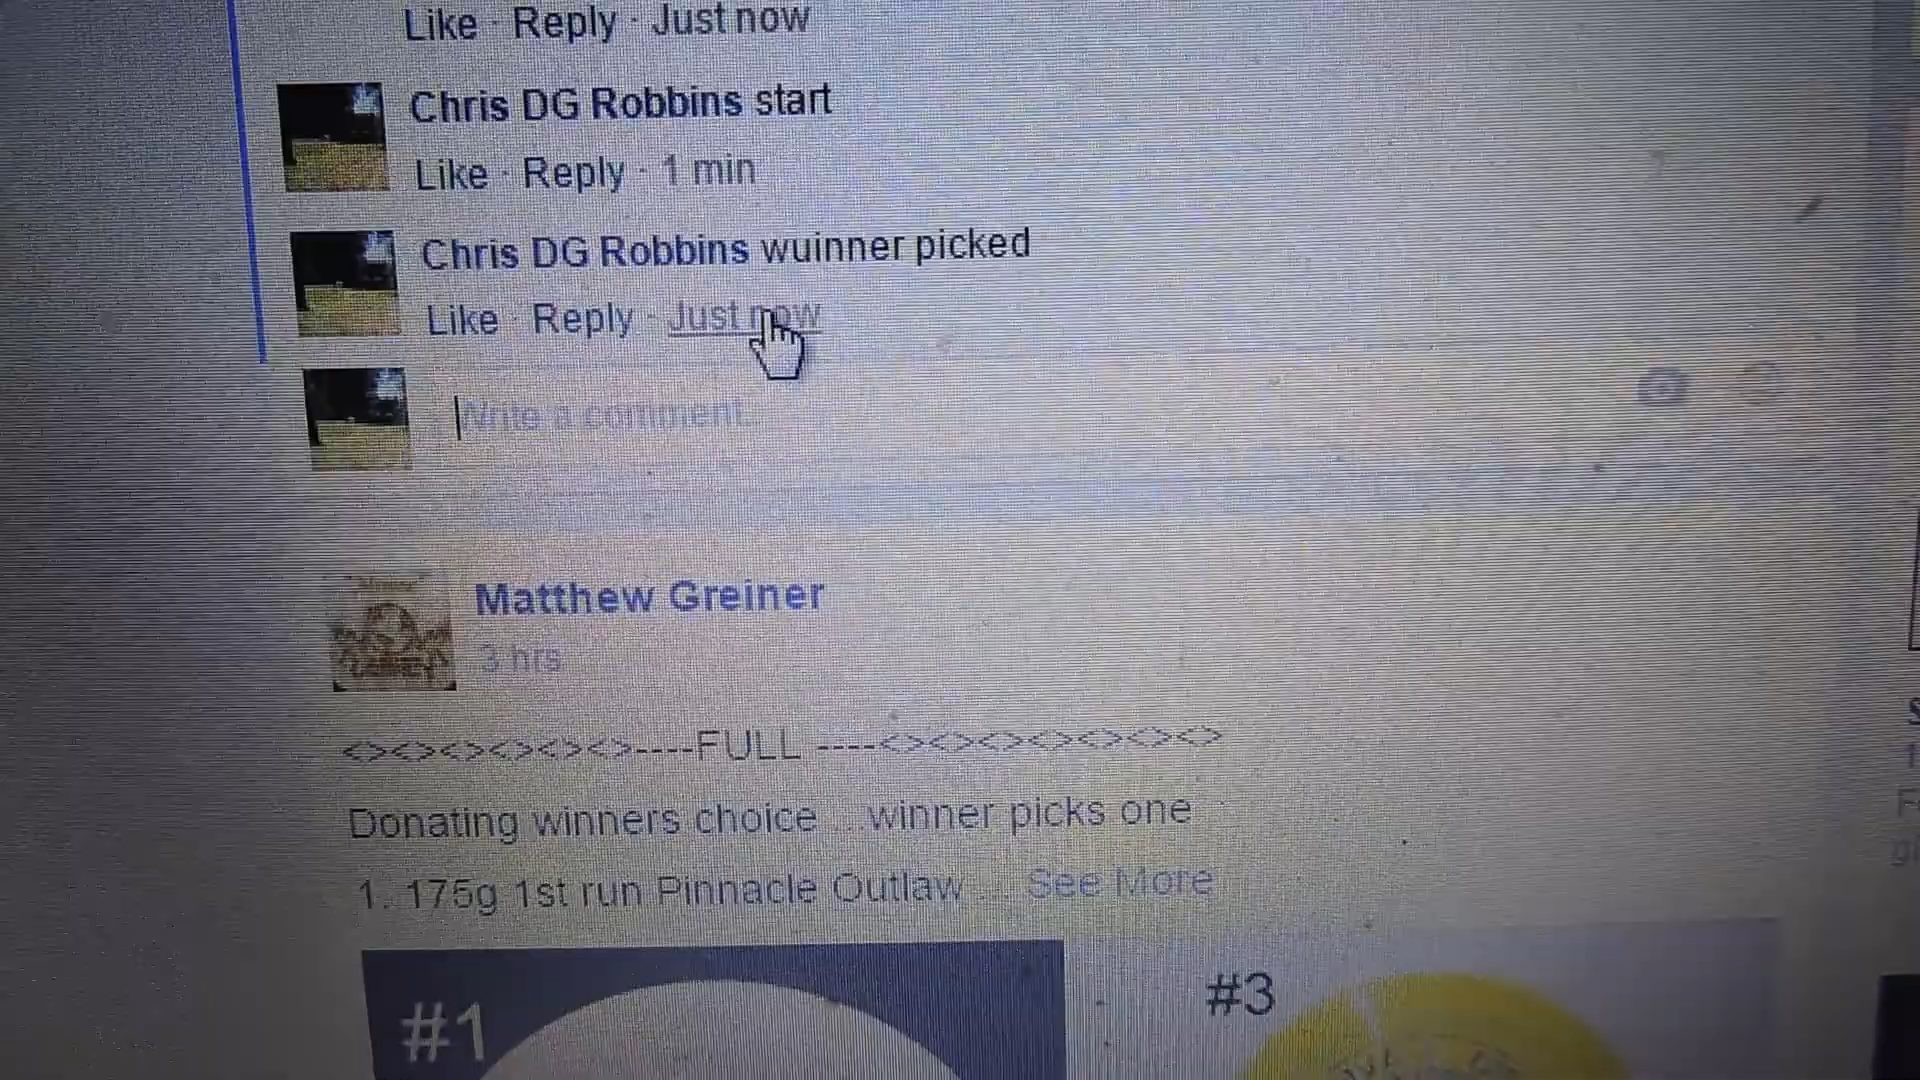 Like · Reply · Just now
Chris DG Robbins start
Like · Reply · 1 min
Chris DG Robbins wuinner picked
Like · Reply · Just now
Write a comment...
Matthew Greiner
3 hrs
<><><><><><>----FULL ----<><><><><><><>
Donating winners choice ... winner picks one
1. 175g 1st run Pinnacle Outlaw ... See More
#1
#3